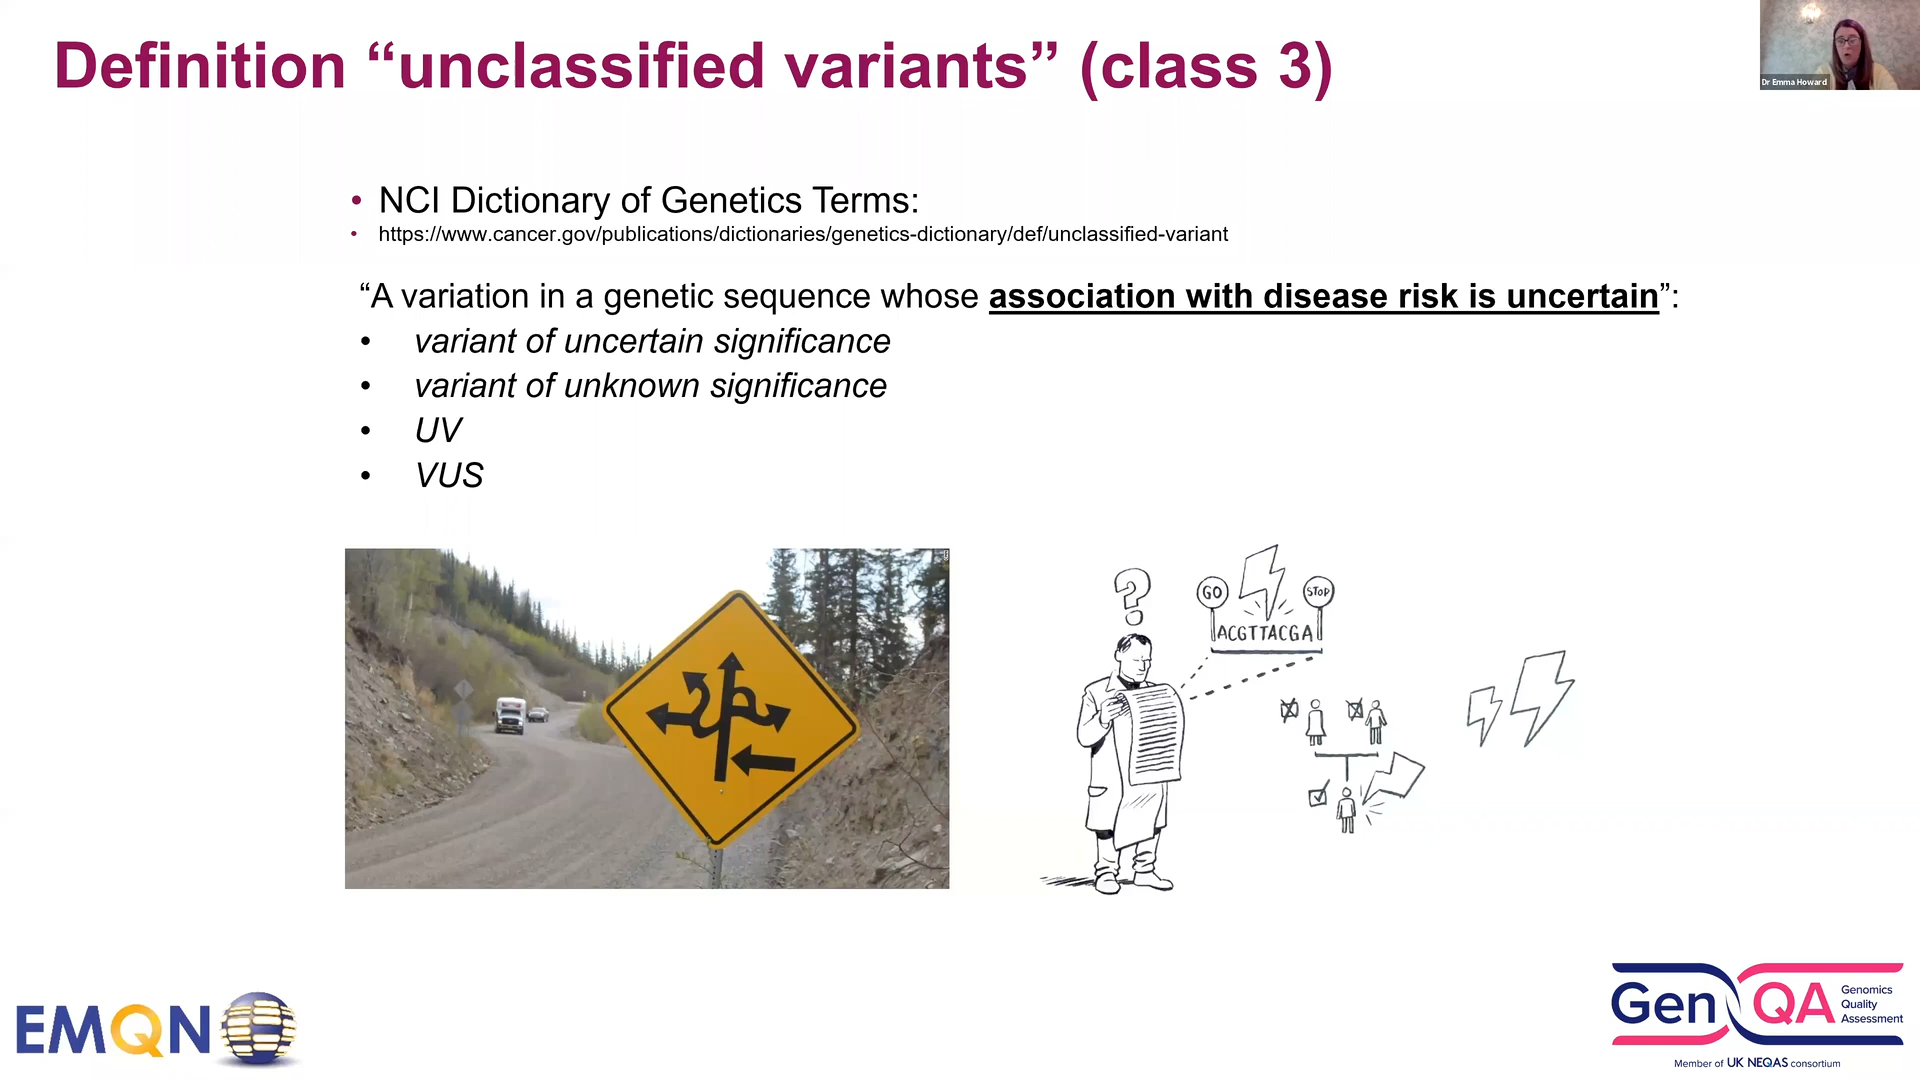 Definition “unclassified variants” (class 3)
Dr Emma Howard
• NCI Dictionary of Genetics Terms:
• https://www.cancer.gov/publications/dictionaries/genetics-dictionary/def/unclassified-variant
“A variation in a genetic sequence whose association with disease risk is uncertain”:
• variant of uncertain significance
• variant of unknown significance
• UV
• VUS
?
GO
STOP
ACGTTACGA
EMQN
Gen QA
Genomics
Quality
Assessment
Member of UK NEQAS consortium